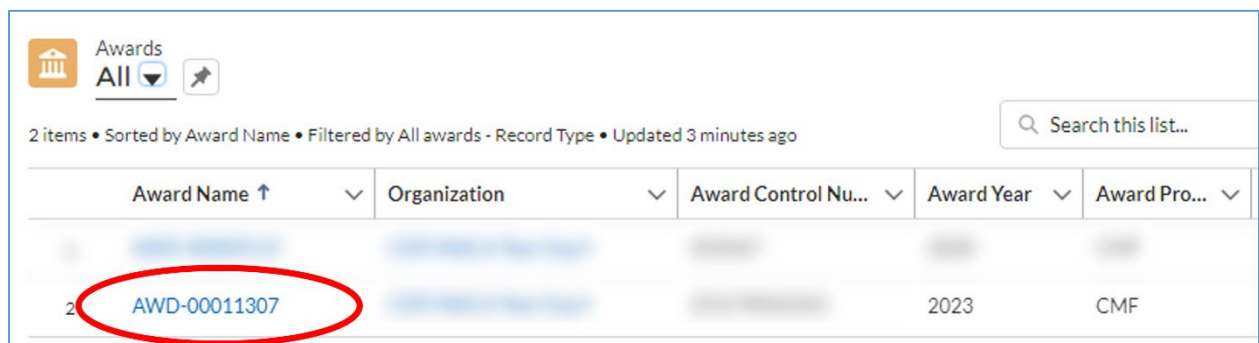 Awards
All
2 items • Sorted by Award Name • Filtered by All awards - Record Type • Updated 3 minutes ago
Search this list...
Award Name ↑ Organization Award Control Nu... Award Year Award Pro...
2 AWD-00011307 2023 CMF